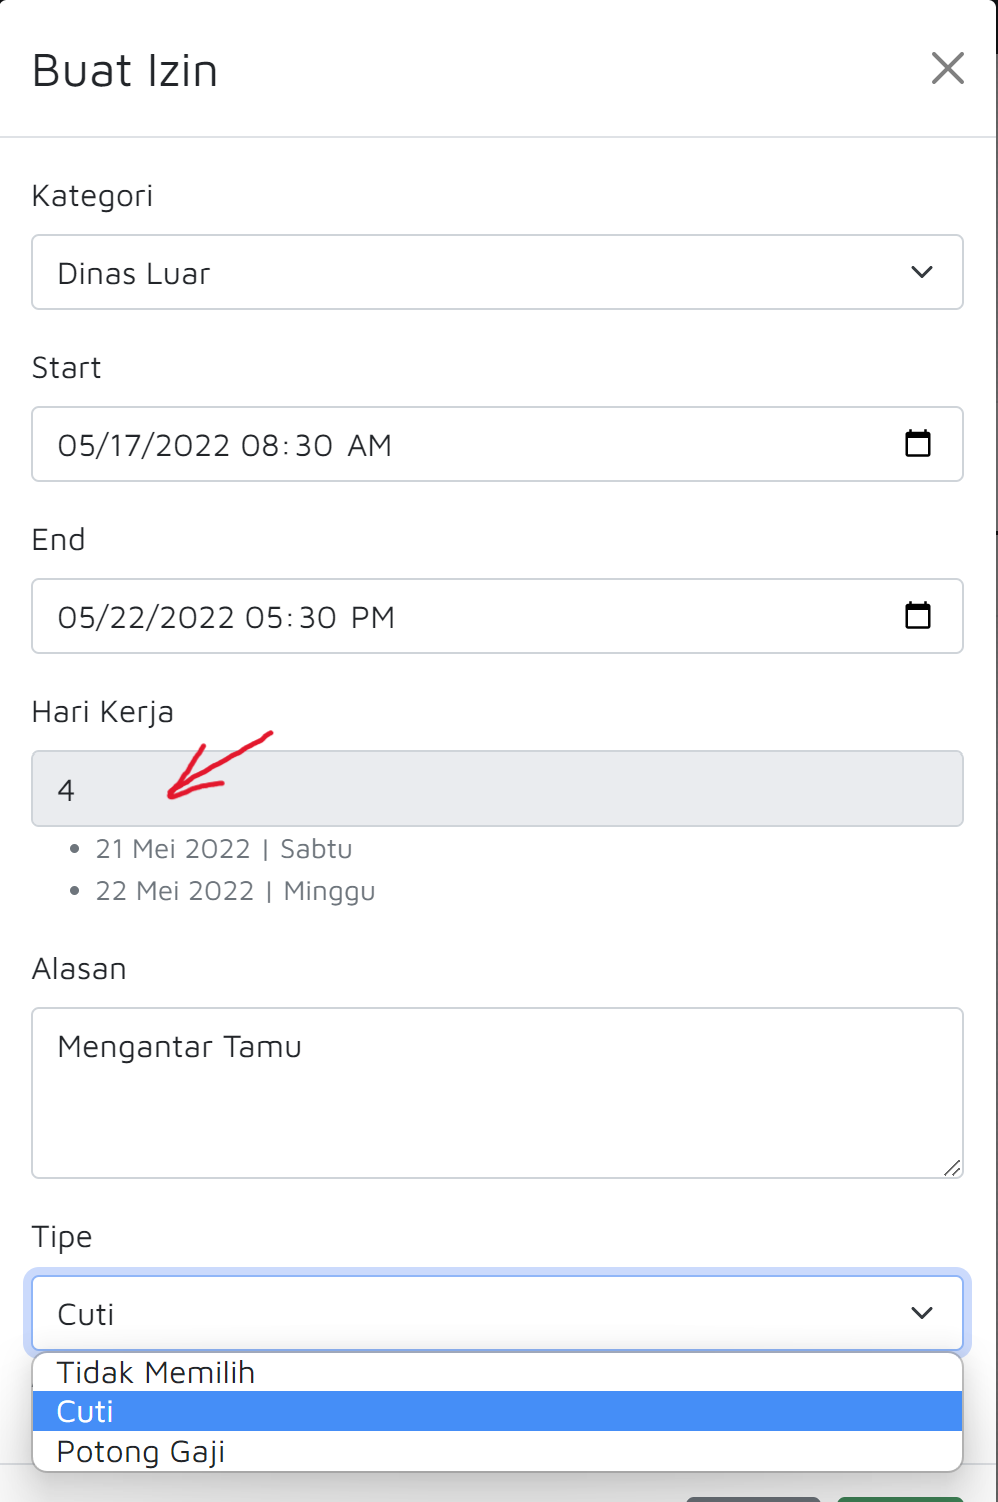 Buat Izin
Kategori
Dinas Luar
Start
05/17/2022 08:30 AM
End
05/22/2022 05:30 PM
Hari Kerja
4
21 Mei 2022 | Sabtu
22 Mei 2022 | Minggu
Alasan
Mengantar Tamu
Tipe
Cuti
Tidak Memilih
Cuti
Potong Gaji